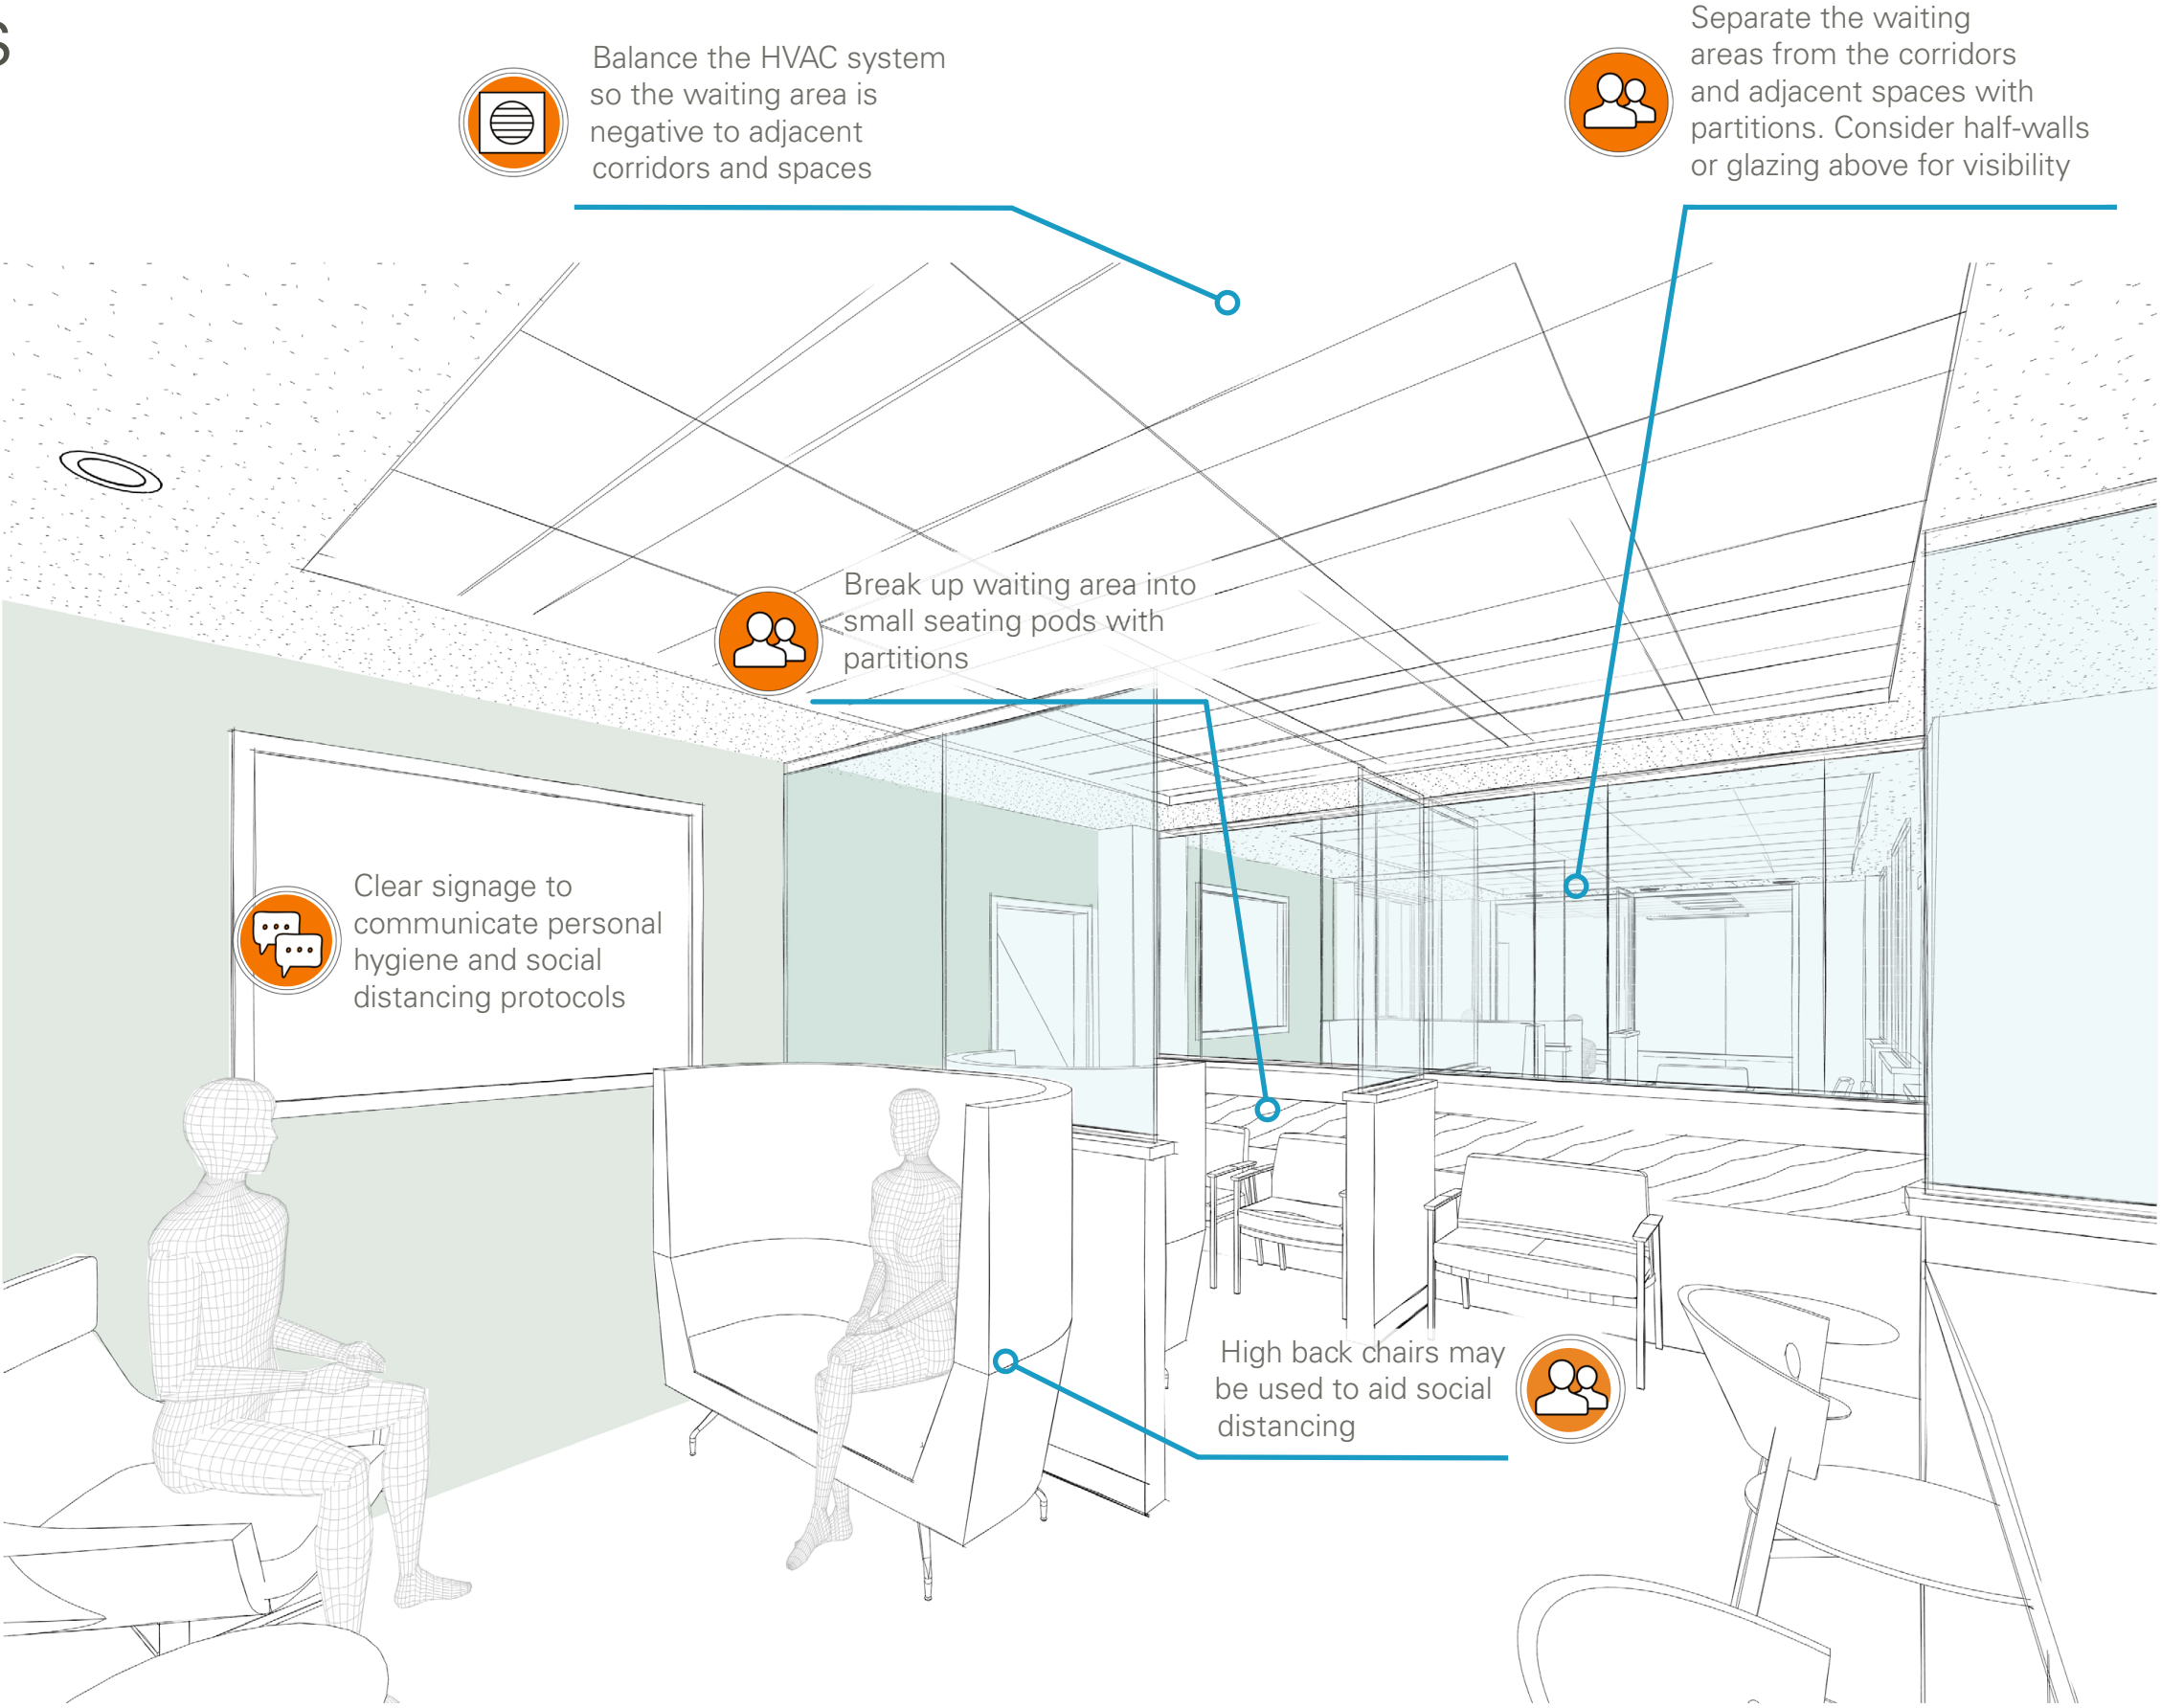 s
Balance the HVAC system
so the waiting area is
negative to adjacent
corridors and spaces
Separate the waiting
areas from the corridors
and adjacent spaces with
partitions. Consider half-walls
or glazing above for visibility
Break up waiting area into
small seating pods with
partitions
Clear signage to
communicate personal
hygiene and social
distancing protocols
High back chairs may
be used to aid social
distancing